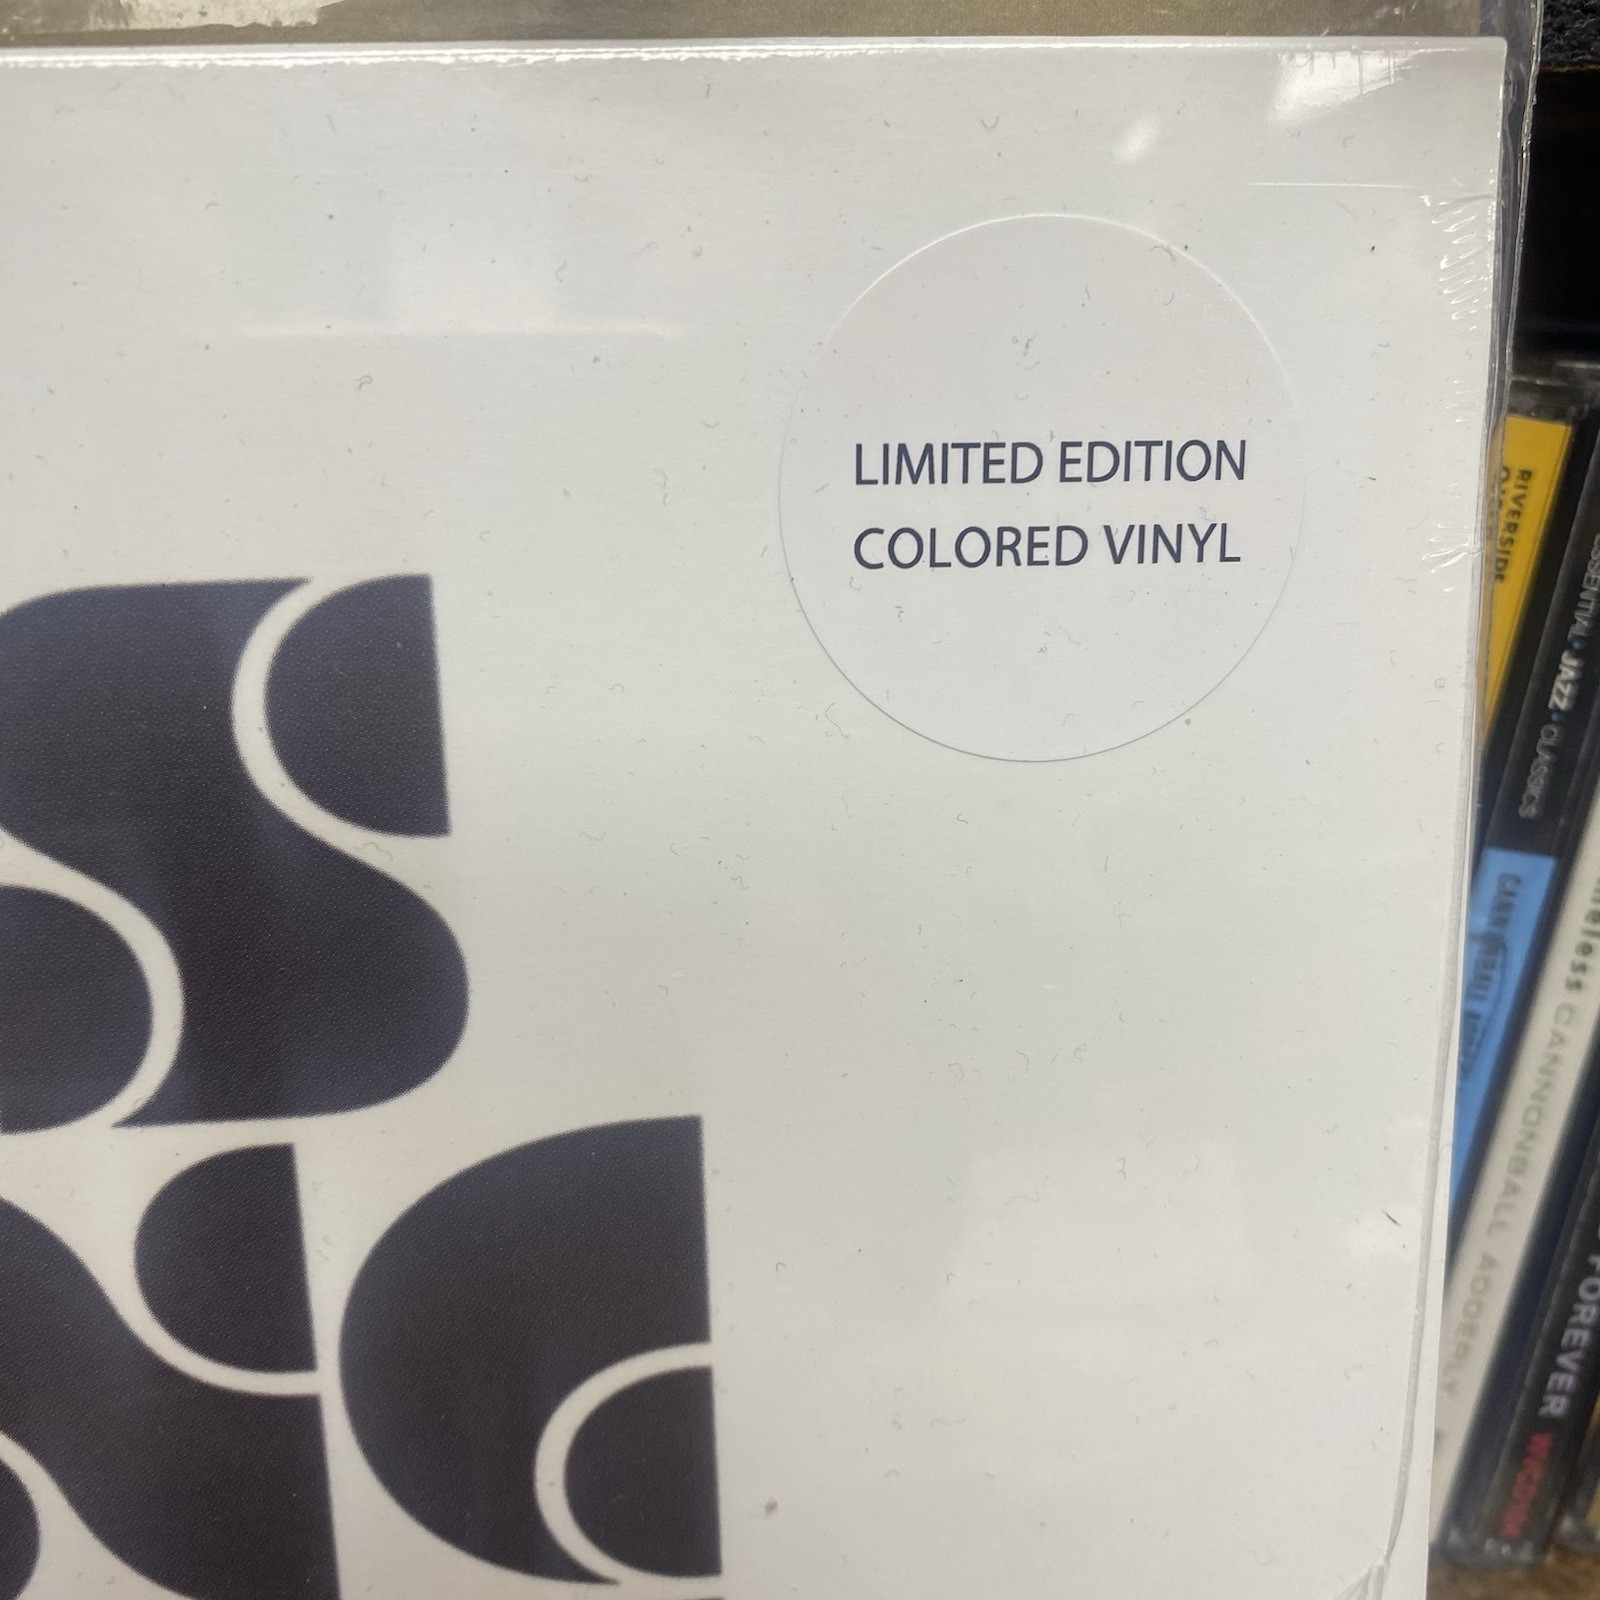 LIMITED EDITION
COLORED VINYL
RIVERSIDE
ESSENTIAL • JAZZ • CLASSICS
CANNONBALL ADDERLY
FOREVER